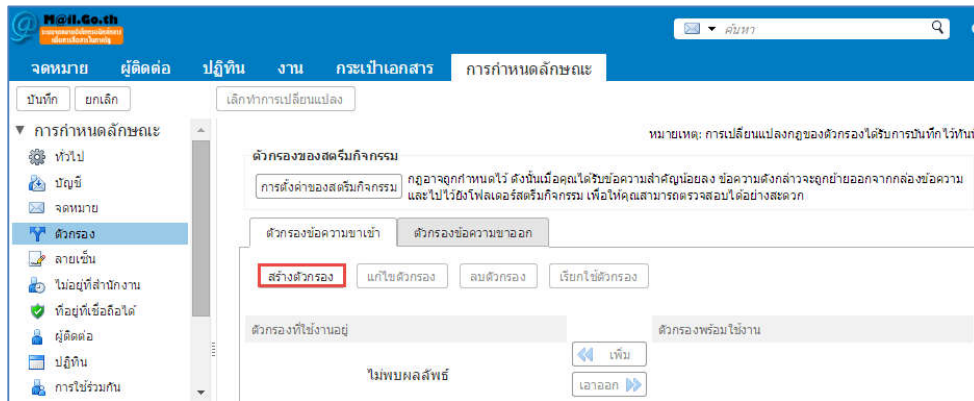 M@il.Go.th
ค้นหา
จดหมาย ผู้ติดต่อ ปฏิทิน งาน กระเป๋าเอกสาร การกำหนดลักษณะ
บันทึก ยกเลิก เลิกทำการเปลี่ยนแปลง
การกำหนดลักษณะ
ทั่วไป
บัญชี
จดหมาย
ตัวกรอง
ลายเซ็น
ไม่อยู่ที่สำนักงาน
ที่อยู่ที่เชื่อถือได้
ผู้ติดต่อ
ปฏิทิน
การใช้ร่วมกัน
หมายเหตุ: การเปลี่ยนแปลงกฎของตัวกรองได้รับการบันทึกไว้ทันที
ตัวกรองของสตรีมกิจกรรม
การตั้งค่าของสตรีมกิจกรรม
กฎอาจถูกกำหนดไว้ ดังนั้นเมื่อคุณได้รับข้อความสำคัญน้อยลง ข้อความดังกล่าวจะถูกย้ายออกจากกล่องข้อความ
และไปไว้ยังโฟลเดอร์สตรีมกิจกรรม เพื่อให้คุณสามารถตรวจสอบได้อย่างสะดวก
ตัวกรองข้อความขาเข้า ตัวกรองข้อความขาออก
สร้างตัวกรอง แก้ไขตัวกรอง ลบตัวกรอง เรียกใช้ตัวกรอง
ตัวกรองที่ใช้งานอยู่ ตัวกรองพร้อมใช้งาน
ไม่พบผลลัพธ์
เพิ่ม
เอาออก